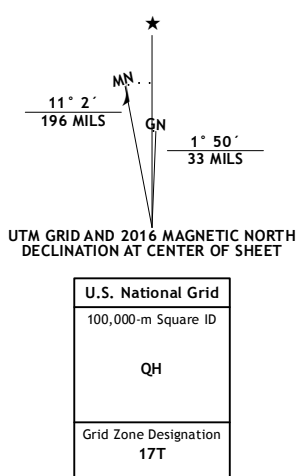 ★
MN
GN
11° 2´
196 MILS
1° 50´
33 MILS
UTM GRID AND 2016 MAGNETIC NORTH
DECLINATION AT CENTER OF SHEET
U.S. National Grid
100,000-m Square ID
QH
Grid Zone Designation
17T